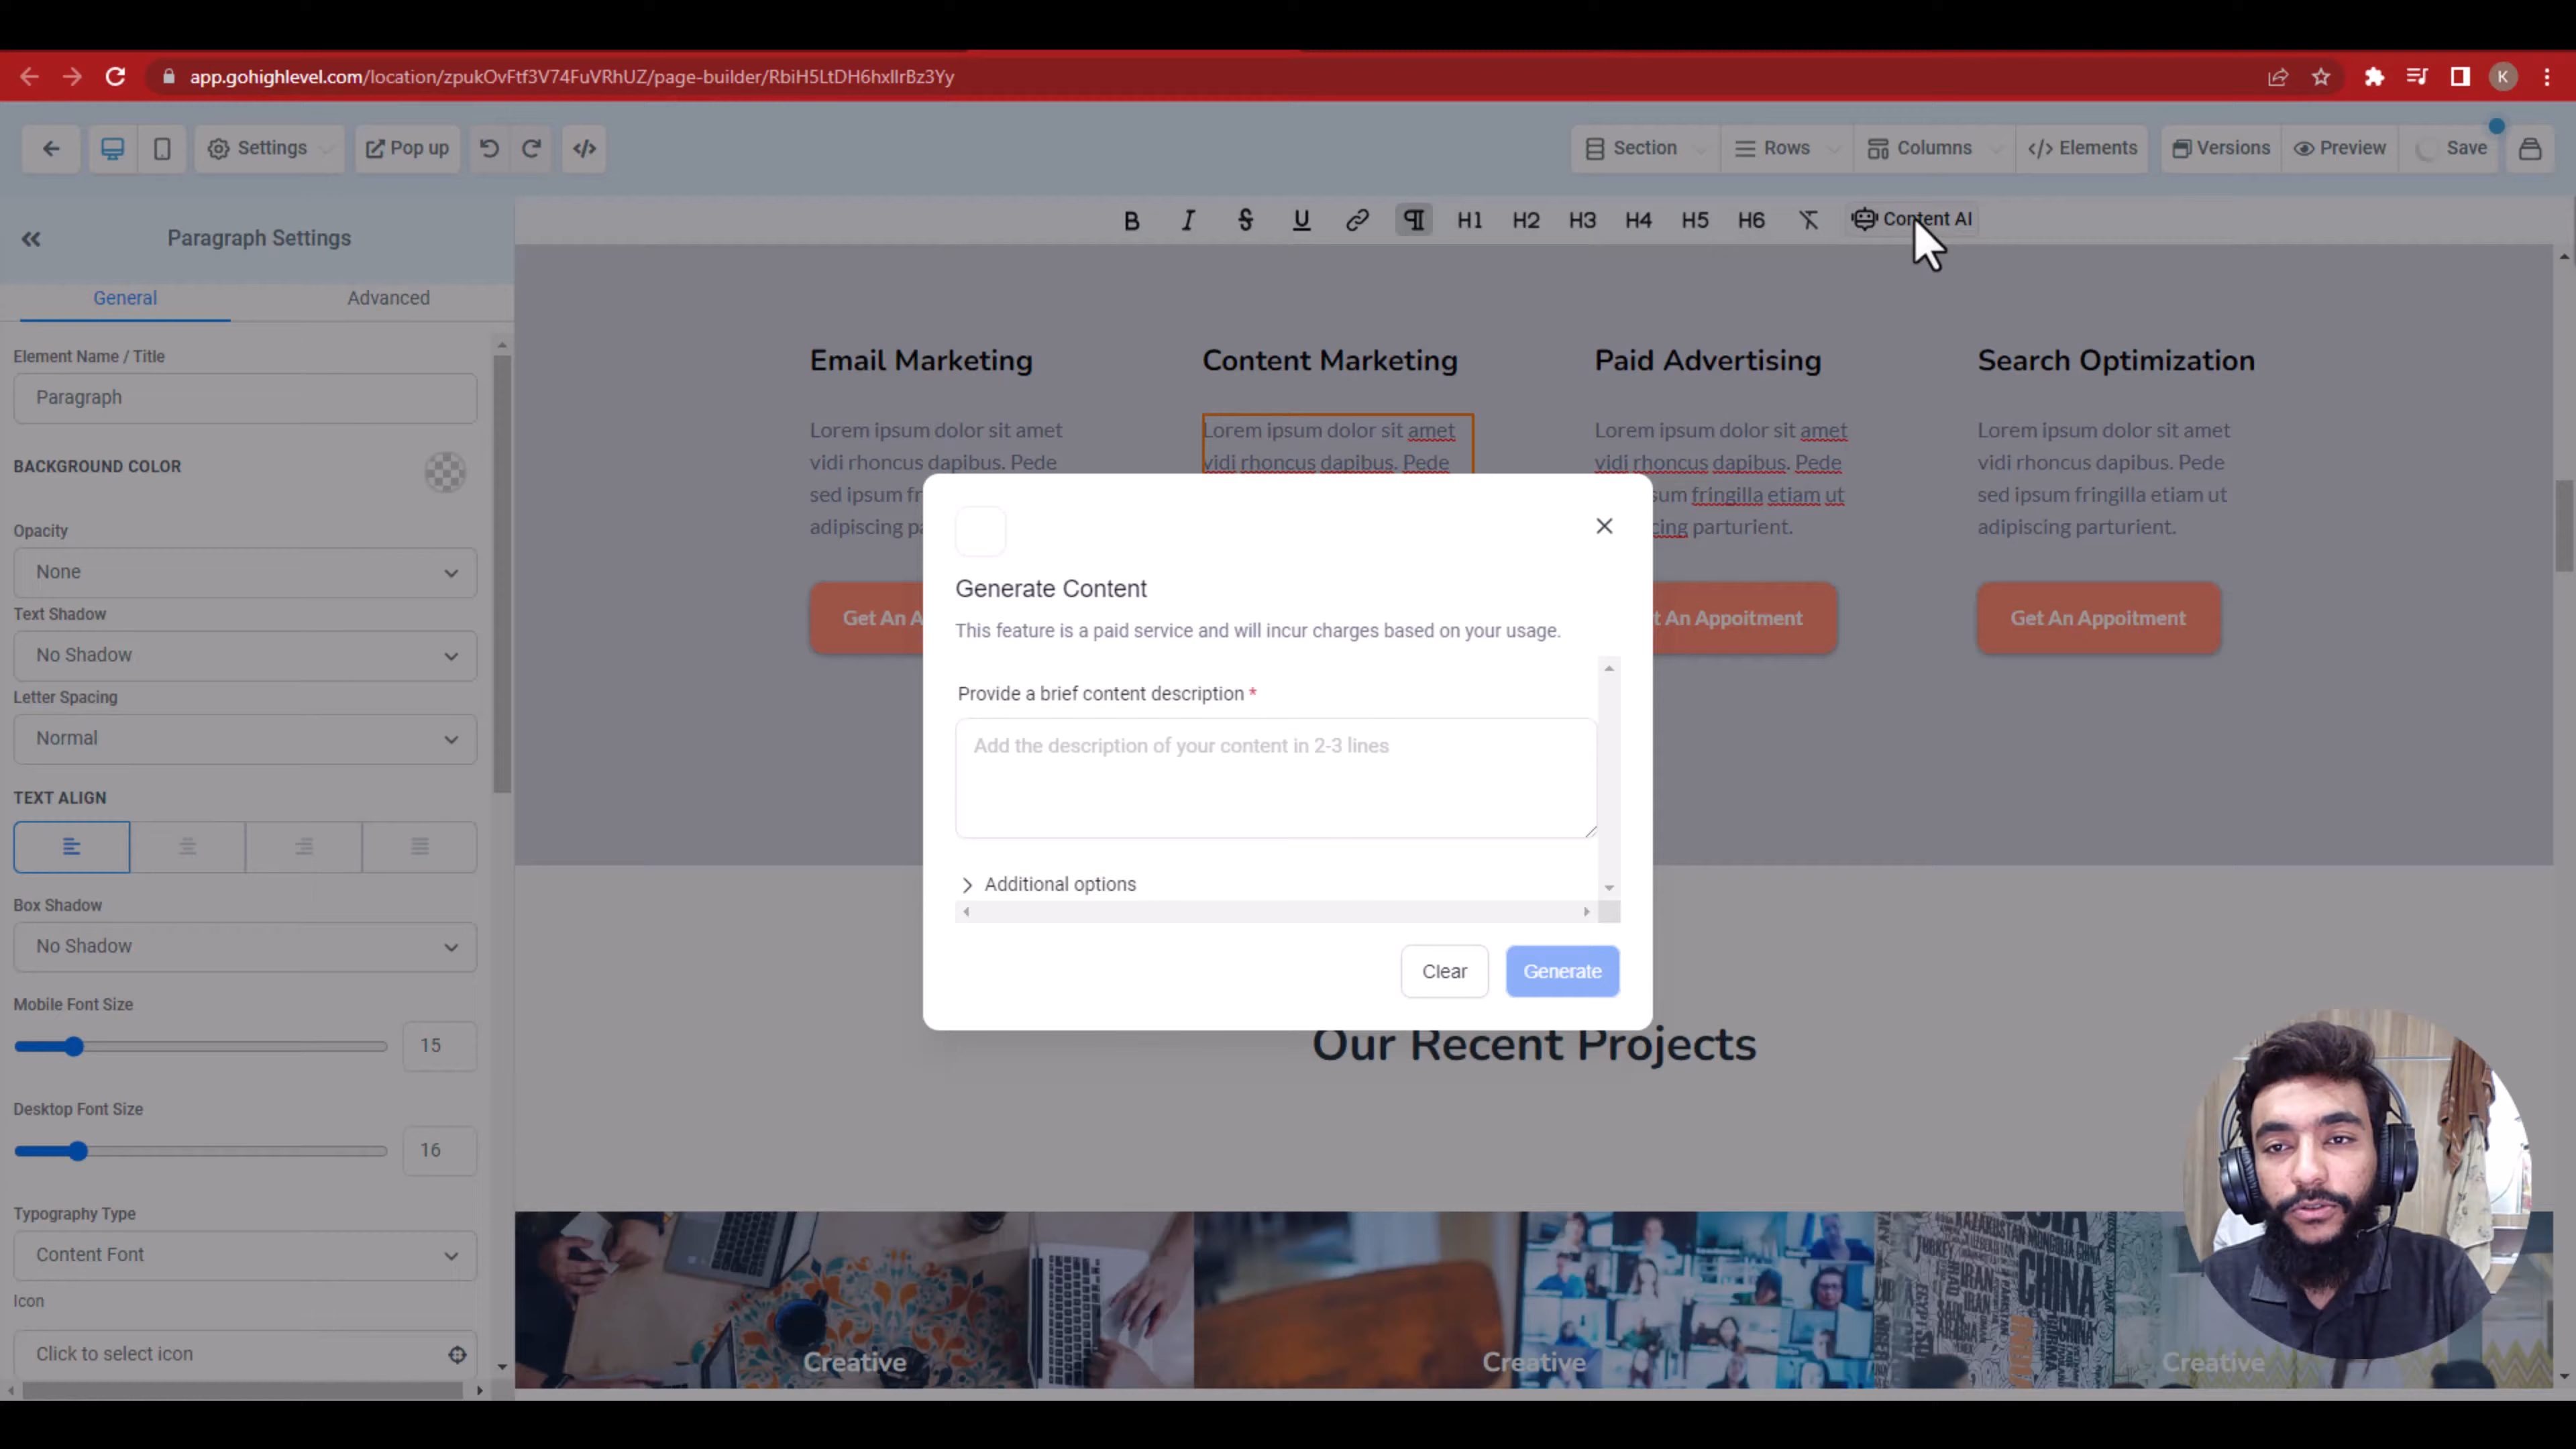 app.gohighlevel.com/location/zpukOvFtf3V74FuVRhUZ/page-builder/RbiH5LtDH6hxIIrBz3Yy
K
Settings
Pop up
Section
Rows
Columns
Elements
Versions
Preview
Save
Paragraph Settings
B I S U H1 H2 H3 H4 H5 H6 Content AI
General
Advanced
Element Name / Title
Paragraph
BACKGROUND COLOR
Opacity
None
Text Shadow
No Shadow
Letter Spacing
Normal
TEXT ALIGN
Box Shadow
No Shadow
Mobile Font Size
15
Desktop Font Size
16
Typography Type
Content Font
Icon
Click to select icon
Email Marketing
Lorem ipsum dolor sit amet
vidi rhoncus dapibus. Pede
sed ipsum fr
adipiscing pa
Get An A
Content Marketing
Lorem ipsum dolor sit amet
vidi rhoncus dapibus. Pede
Paid Advertising
Lorem ipsum dolor sit amet
vidi rhoncus dapibus. Pede
sum fringilla etiam ut
cing parturient.
t An Appoitment
Search Optimization
Lorem ipsum dolor sit amet
vidi rhoncus dapibus. Pede
sed ipsum fringilla etiam ut
adipiscing parturient.
Get An Appoitment
Generate Content
This feature is a paid service and will incur charges based on your usage.
Provide a brief content description *
Add the description of your content in 2-3 lines
Additional options
Clear
Generate
Our Recent Projects
Creative
Creative
Creative
KAZAKHSTAN
MONGOLIA
CHINA
IRAN
IRAN
CHINA